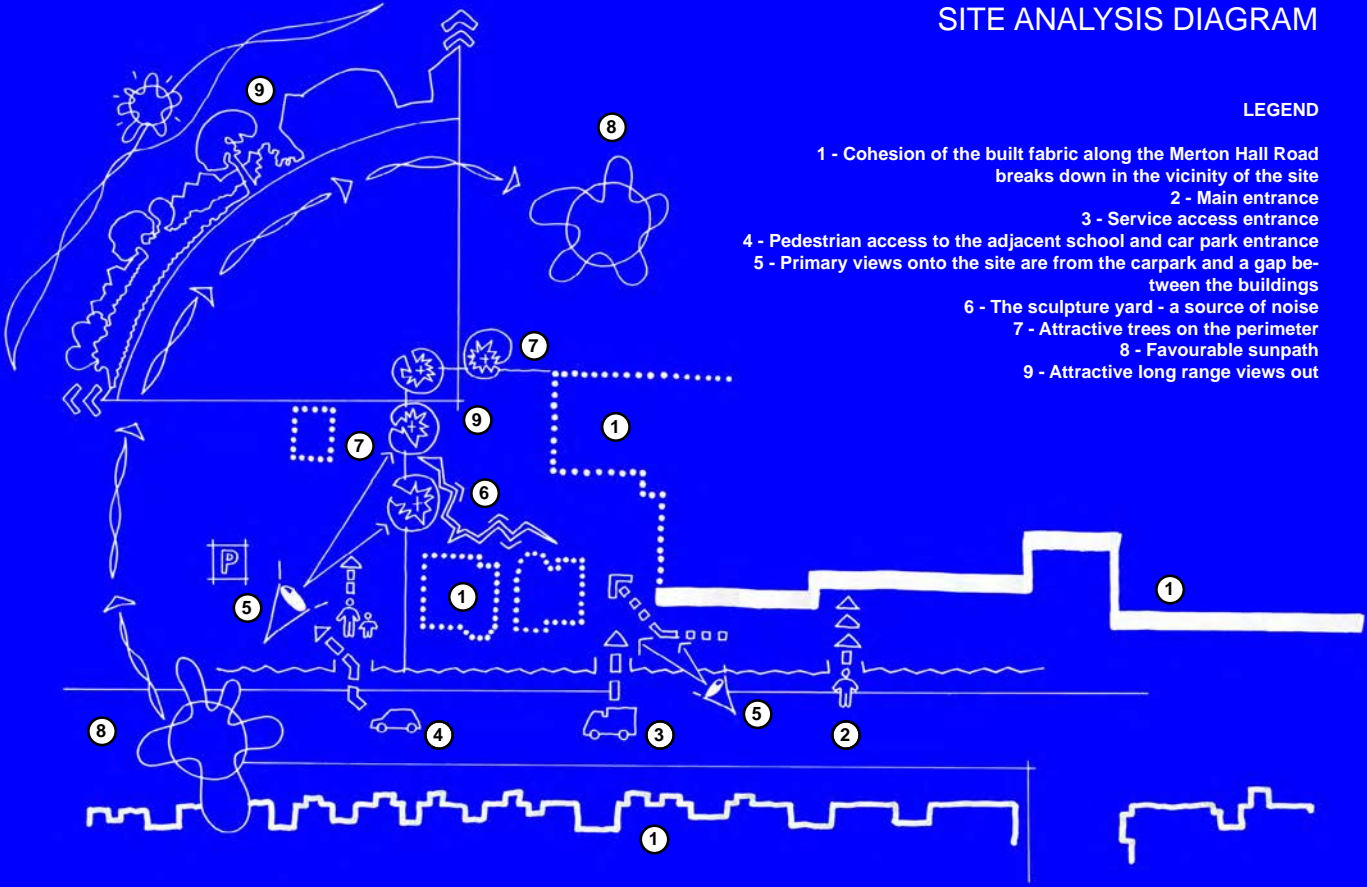 SITE ANALYSIS DIAGRAM
LEGEND
1 - Cohesion of the built fabric along the Merton Hall Road
breaks down in the vicinity of the site
2 - Main entrance
3 - Service access entrance
4 - Pedestrian access to the adjacent school and car park entrance
5 - Primary views onto the site are from the carpark and a gap be-
tween the buildings
6 - The sculpture yard - a source of noise
7 - Attractive trees on the perimeter
8 - Favourable sunpath
9 - Attractive long range views out
9
8
7
9
1
7
6
P
5
1
1
8
4
3
5
2
1